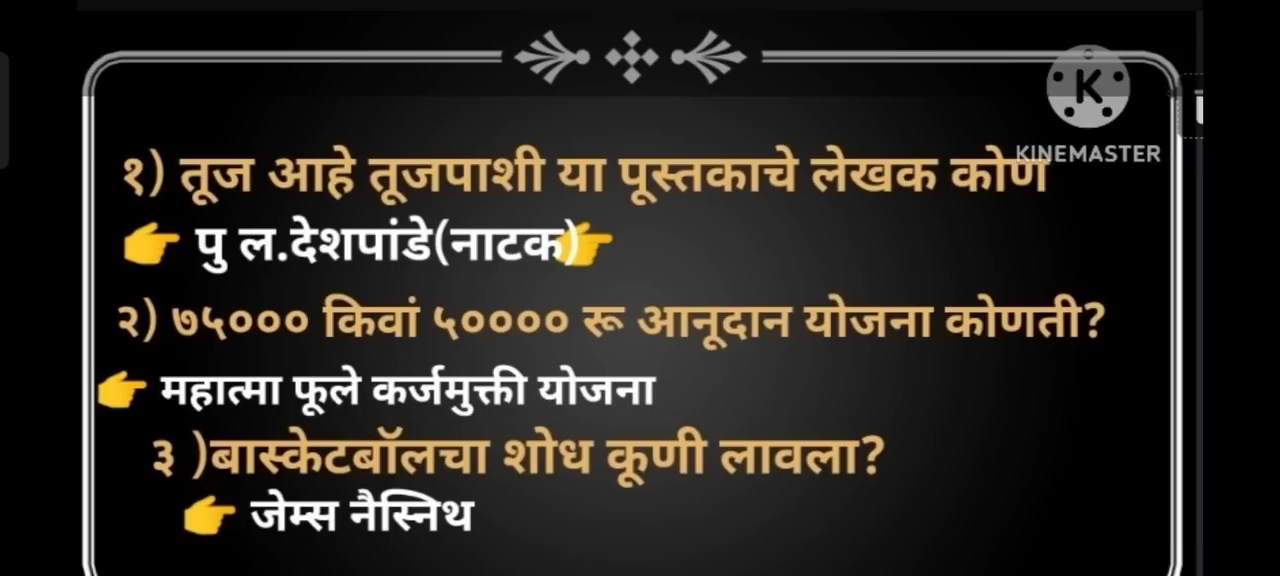 KINEMASTER
१) तूज आहे तूजपाशी या पूस्तकाचे लेखक कोण
👉 पु ल.देशपांडे(नाटक)👉
२) ७५००० किवां ५०००० रू आनूदान योजना कोणती?
👉 महात्मा फूले कर्जमुक्ती योजना
३ )बास्केटबॉलचा शोध कूणी लावला?
👉 जेम्स नैस्निथ